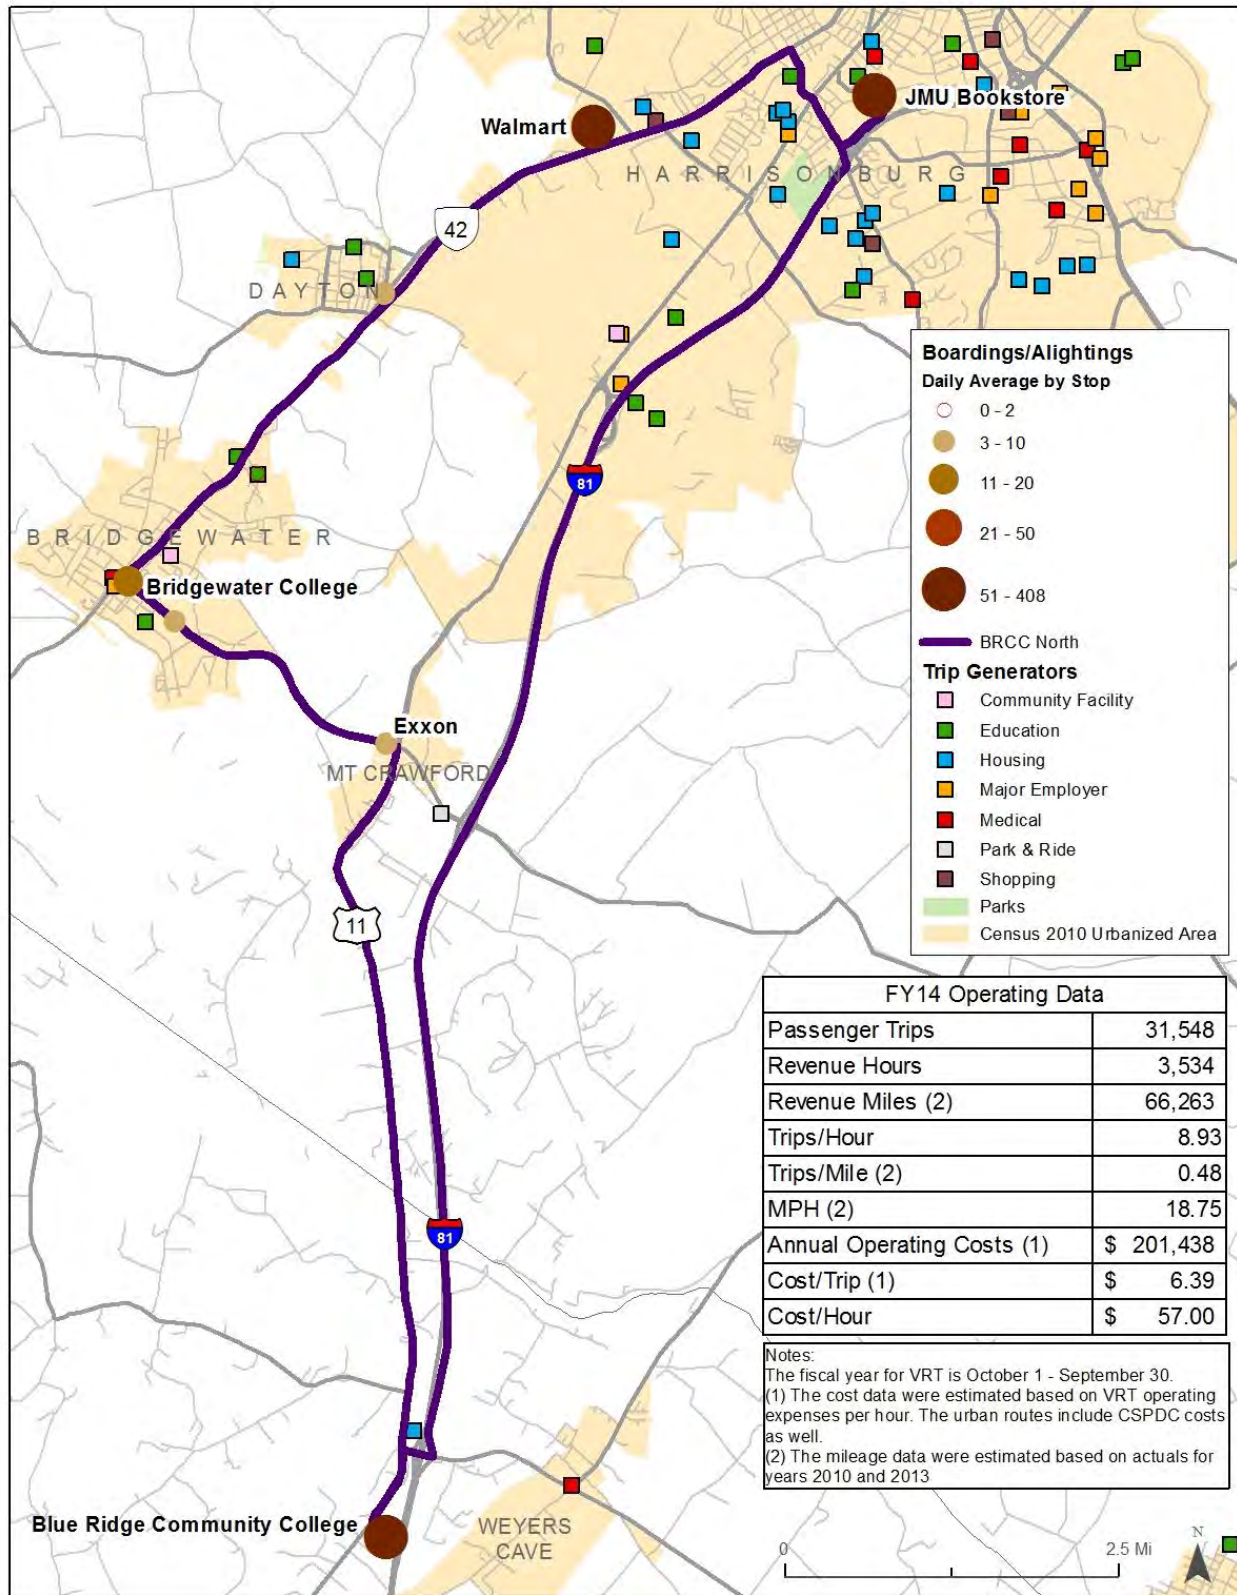 JMU Bookstore
Walmart
HARRISONBURG
42
DAYTON
81
BRIDGEWATER
Bridgewater College
Exxon
MT CRAWFORD
11
81
Blue Ridge Community College
WEYERS
CAVE
Boardings/Alightings
Daily Average by Stop
0 - 2
3 - 10
11 - 20
21 - 50
51 - 408
BRCC North
Trip Generators
Community Facility
Education
Housing
Major Employer
Medical
Park & Ride
Shopping
Parks
Census 2010 Urbanized Area
FY14 Operating Data
Passenger Trips 31,548
Revenue Hours 3,534
Revenue Miles (2) 66,263
Trips/Hour 8.93
Trips/Mile (2) 0.48
MPH (2) 18.75
Annual Operating Costs (1) $ 201,438
Cost/Trip (1) $ 6.39
Cost/Hour $ 57.00
Notes:
The fiscal year for VRT is October 1 - September 30.
(1) The cost data were estimated based on VRT operating
expenses per hour. The urban routes include CSPDC costs
as well.
(2) The mileage data were estimated based on actuals for
years 2010 and 2013
0 2.5 Mi
N